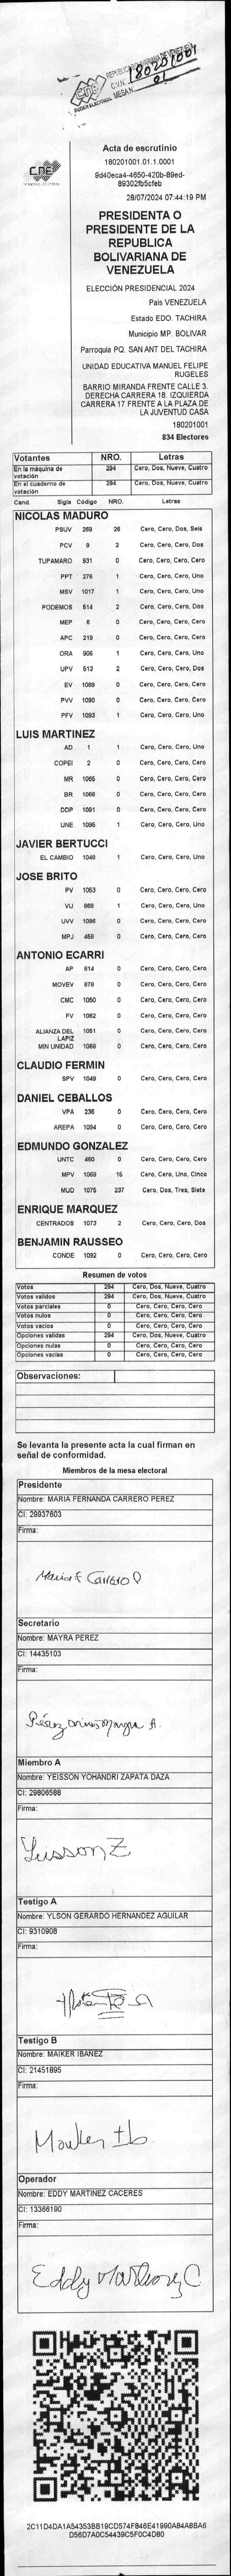 REPUBLICA BOLIVARIANA DE VENEZUELA
CNE
PODER ELECTORAL
CVN. 180201001
MESA N 01
CNE
Acta de escrutinio
180201001.01.1.0001
9d40eca4-4650-420b-89ed-
89302fb5cfeb
28/07/2024 07:44:19 PM
PRESIDENTA O
PRESIDENTE DE LA
REPUBLICA
BOLIVARIANA DE
VENEZUELA
ELECCIÓN PRESIDENCIAL 2024
Pais VENEZUELA
Estado EDO. TACHIRA
Municipio MP. BOLIVAR
Parroquia PQ. SAN ANT DEL TACHIRA
UNIDAD EDUCATIVA MANUEL FELIPE
RUGELES
BARRIO MIRANDA FRENTE CALLE 3.
DERECHA CARRERA 18. IZQUIERDA
CARRERA 17 FRENTE A LA PLAZA DE
LA JUVENTUD CASA
180201001
834 Electores
Votantes NRO. Letras
En la máquina de votación 294 Cero, Dos, Nueve, Cuatro
En el cuaderno de votación 294 Cero, Dos, Nueve, Cuatro
Cand. Sigla Código NRO. Letras
NICOLAS MADURO
PSUV 269 26 Cero, Cero, Dos, Seis
PCV 9 2 Cero, Cero, Cero, Dos
TUPAMARO 931 0 Cero, Cero, Cero, Cero
PPT 276 1 Cero, Cero, Cero, Uno
MSV 1017 1 Cero, Cero, Cero, Uno
PODEMOS 514 2 Cero, Cero, Cero, Dos
MEP 6 0 Cero, Cero, Cero, Cero
APC 219 0 Cero, Cero, Cero, Cero
ORA 906 1 Cero, Cero, Cero, Uno
UPV 513 2 Cero, Cero, Cero, Dos
EV 1089 0 Cero, Cero, Cero, Cero
PVV 1090 0 Cero, Cero, Cero, Cero
PFV 1093 1 Cero, Cero, Cero, Uno
LUIS MARTINEZ
AD 1 1 Cero, Cero, Cero, Uno
COPEI 2 0 Cero, Cero, Cero, Cero
MR 1065 0 Cero, Cero, Cero, Cero
BR 1066 0 Cero, Cero, Cero, Cero
DDP 1091 0 Cero, Cero, Cero, Cero
UNE 1095 1 Cero, Cero, Cero, Uno
JAVIER BERTUCCI
EL CAMBIO 1048 1 Cero, Cero, Cero, Uno
JOSE BRITO
PV 1053 0 Cero, Cero, Cero, Cero
VU 868 1 Cero, Cero, Cero, Uno
UVV 1096 0 Cero, Cero, Cero, Cero
MPJ 458 0 Cero, Cero, Cero, Cero
ANTONIO ECARRI
AP 814 0 Cero, Cero, Cero, Cero
MOVEV 879 0 Cero, Cero, Cero, Cero
CMC 1050 0 Cero, Cero, Cero, Cero
FV 1062 0 Cero, Cero, Cero, Cero
ALIANZA DEL LAPIZ 1051 0 Cero, Cero, Cero, Cero
MIN UNIDAD 1068 0 Cero, Cero, Cero, Cero
CLAUDIO FERMIN
SPV 1049 0 Cero, Cero, Cero, Cero
DANIEL CEBALLOS
VPA 236 0 Cero, Cero, Cero, Cero
AREPA 1094 0 Cero, Cero, Cero, Cero
EDMUNDO GONZALEZ
UNTC 460 0 Cero, Cero, Cero, Cero
MPV 1069 15 Cero, Cero, Uno, Cinco
MUD 1075 237 Cero, Dos, Tres, Siete
ENRIQUE MARQUEZ
CENTRADOS 1073 2 Cero, Cero, Cero, Dos
BENJAMIN RAUSSEO
CONDE 1092 0 Cero, Cero, Cero, Cero
Resumen de votos
Votos 294 Cero, Dos, Nueve, Cuatro
Votos validos 294 Cero, Dos, Nueve, Cuatro
Votos parciales 0 Cero, Cero, Cero, Cero
Votos nulos 0 Cero, Cero, Cero, Cero
Votos vacios 0 Cero, Cero, Cero, Cero
Opciones validas 294 Cero, Dos, Nueve, Cuatro
Opciones nulas 0 Cero, Cero, Cero, Cero
Opciones vacias 0 Cero, Cero, Cero, Cero
Observaciones:
Se levanta la presente acta la cual firman en
señal de conformidad.
Miembros de la mesa electoral
Presidente
Nombre: MARIA FERNANDA CARRERO PEREZ
CI: 29937603
Firma:
Maria F Carrero P
Secretario
Nombre: MAYRA PEREZ
CI: 14435103
Firma:
Pérez Mayra A.
Miembro A
Nombre: YEISSON YOHANDRI ZAPATA DAZA
CI: 29806588
Firma:
Yeisson Z
Testigo A
Nombre: YLSON GERARDO HERNANDEZ AGUILAR
CI: 9310908
Firma:
Testigo B
Nombre: MAIKER IBAÑEZ
CI: 21451895
Firma:
Maiker Ib
Operador
Nombre: EDDY MARTINEZ CACERES
CI: 13366190
Firma:
Eddy Martinez C
2C11D4DA1A54353BB19CD574F846E41990A84A8BA6
D56D7A0C54439C5F0C4D80